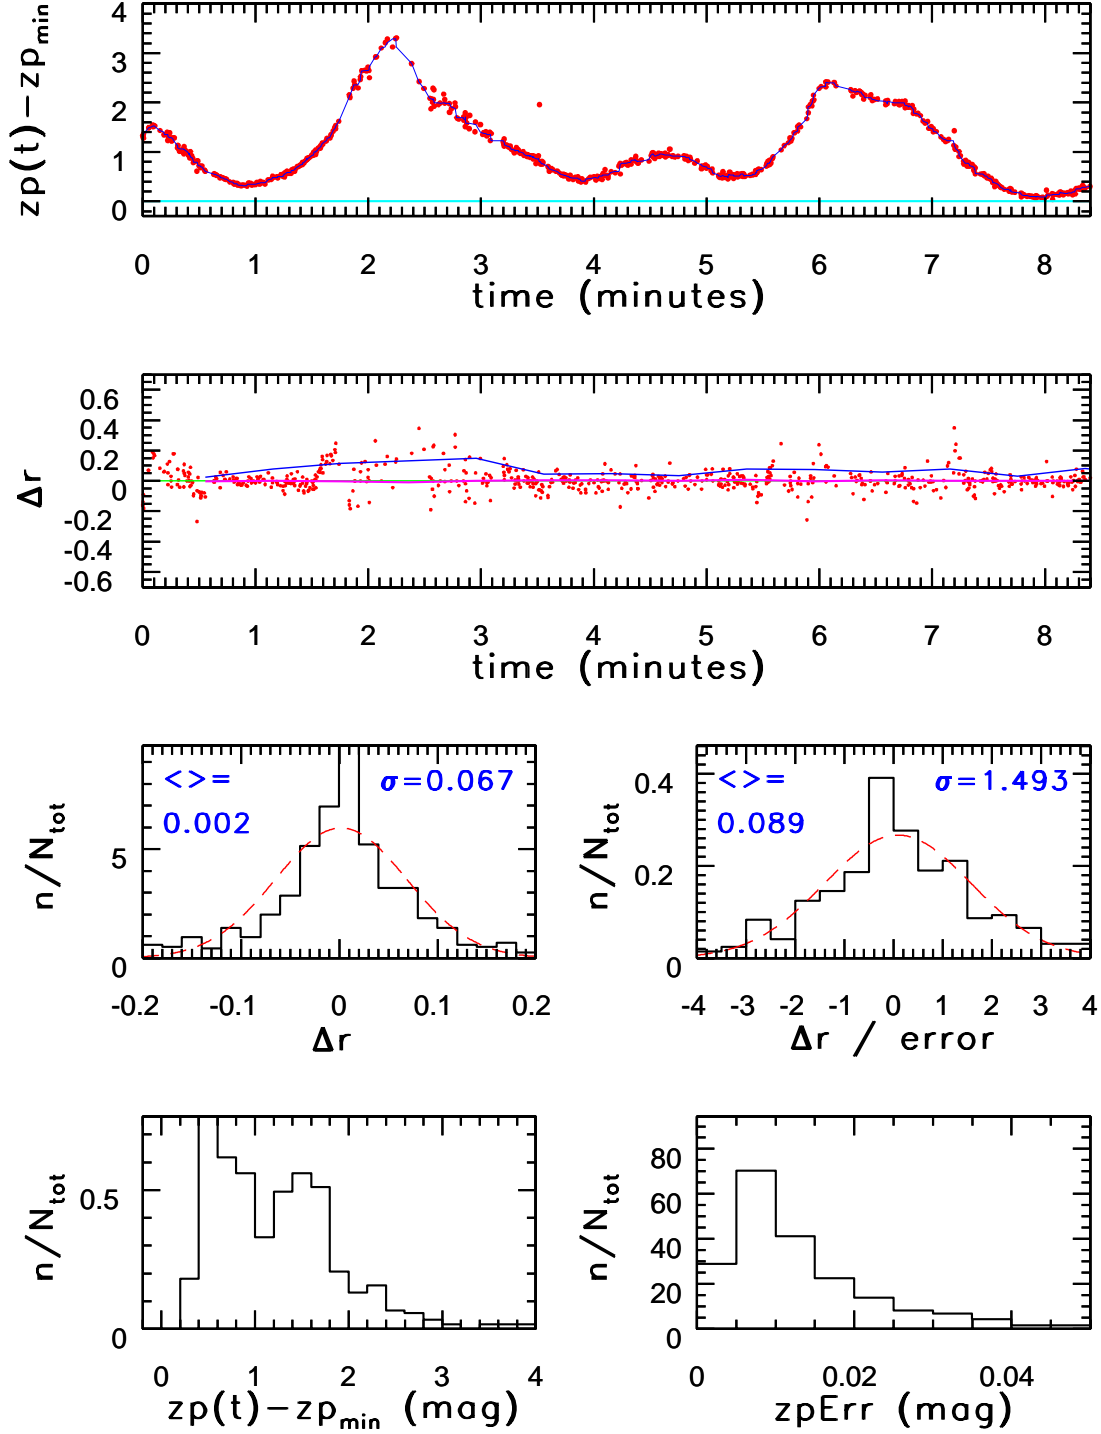 zp(t)−zp_min
4
3
2
1
0
0 1 2 3 4 5 6 7 8
time (minutes)
Δr
0.6
0.4
0.2
0
-0.2
-0.4
-0.6
0 1 2 3 4 5 6 7 8
time (minutes)
n/N_tot
5
0
<>=
0.002
σ=0.067
-0.2 -0.1 0 0.1 0.2
Δr
n/N_tot
0.4
0.2
0
<>=
0.089
σ=1.493
-4 -3 -2 -1 0 1 2 3 4
Δr / error
n/N_tot
0.5
0
0 1 2 3 4
zp(t)−zp_min (mag)
n/N_tot
80
60
40
20
0
0 0.02 0.04
zpErr (mag)